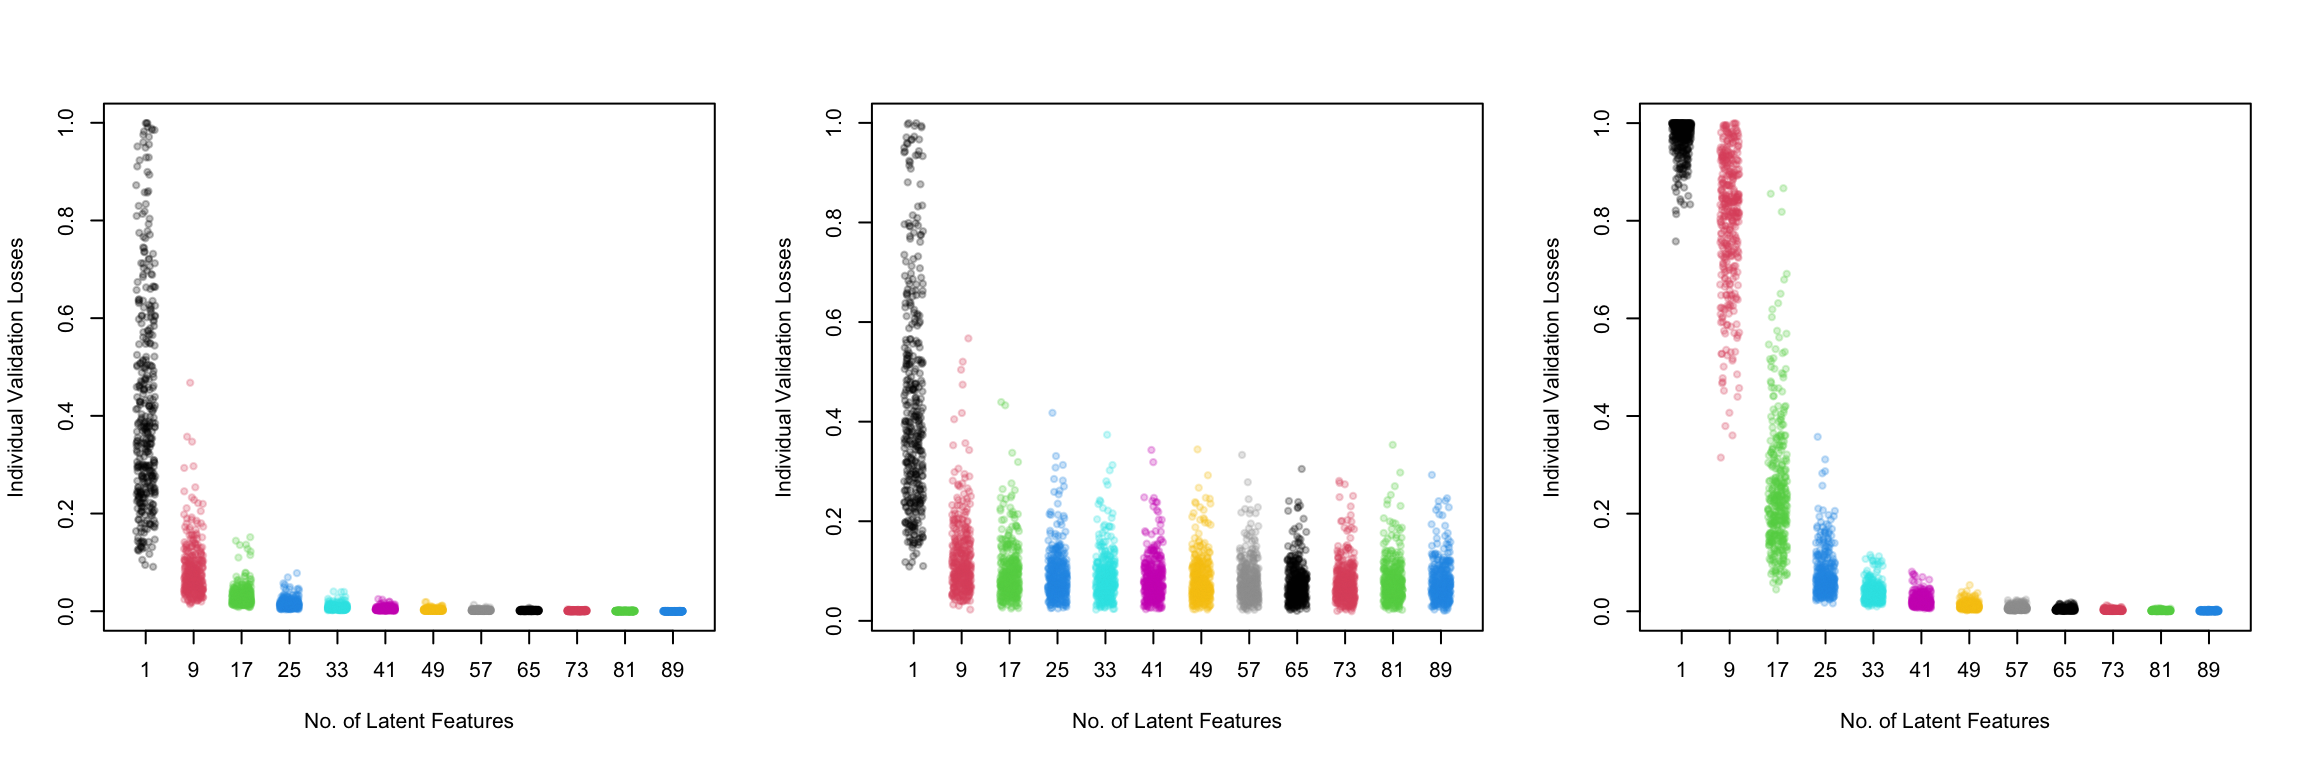 Individual Validation Losses
1.0
0.8
0.6
0.4
0.2
0.0
1 9 17 25 33 41 49 57 65 73 81 89
No. of Latent Features
Individual Validation Losses
1.0
0.8
0.6
0.4
0.2
0.0
1 9 17 25 33 41 49 57 65 73 81 89
No. of Latent Features
Individual Validation Losses
1.0
0.8
0.6
0.4
0.2
0.0
1 9 17 25 33 41 49 57 65 73 81 89
No. of Latent Features